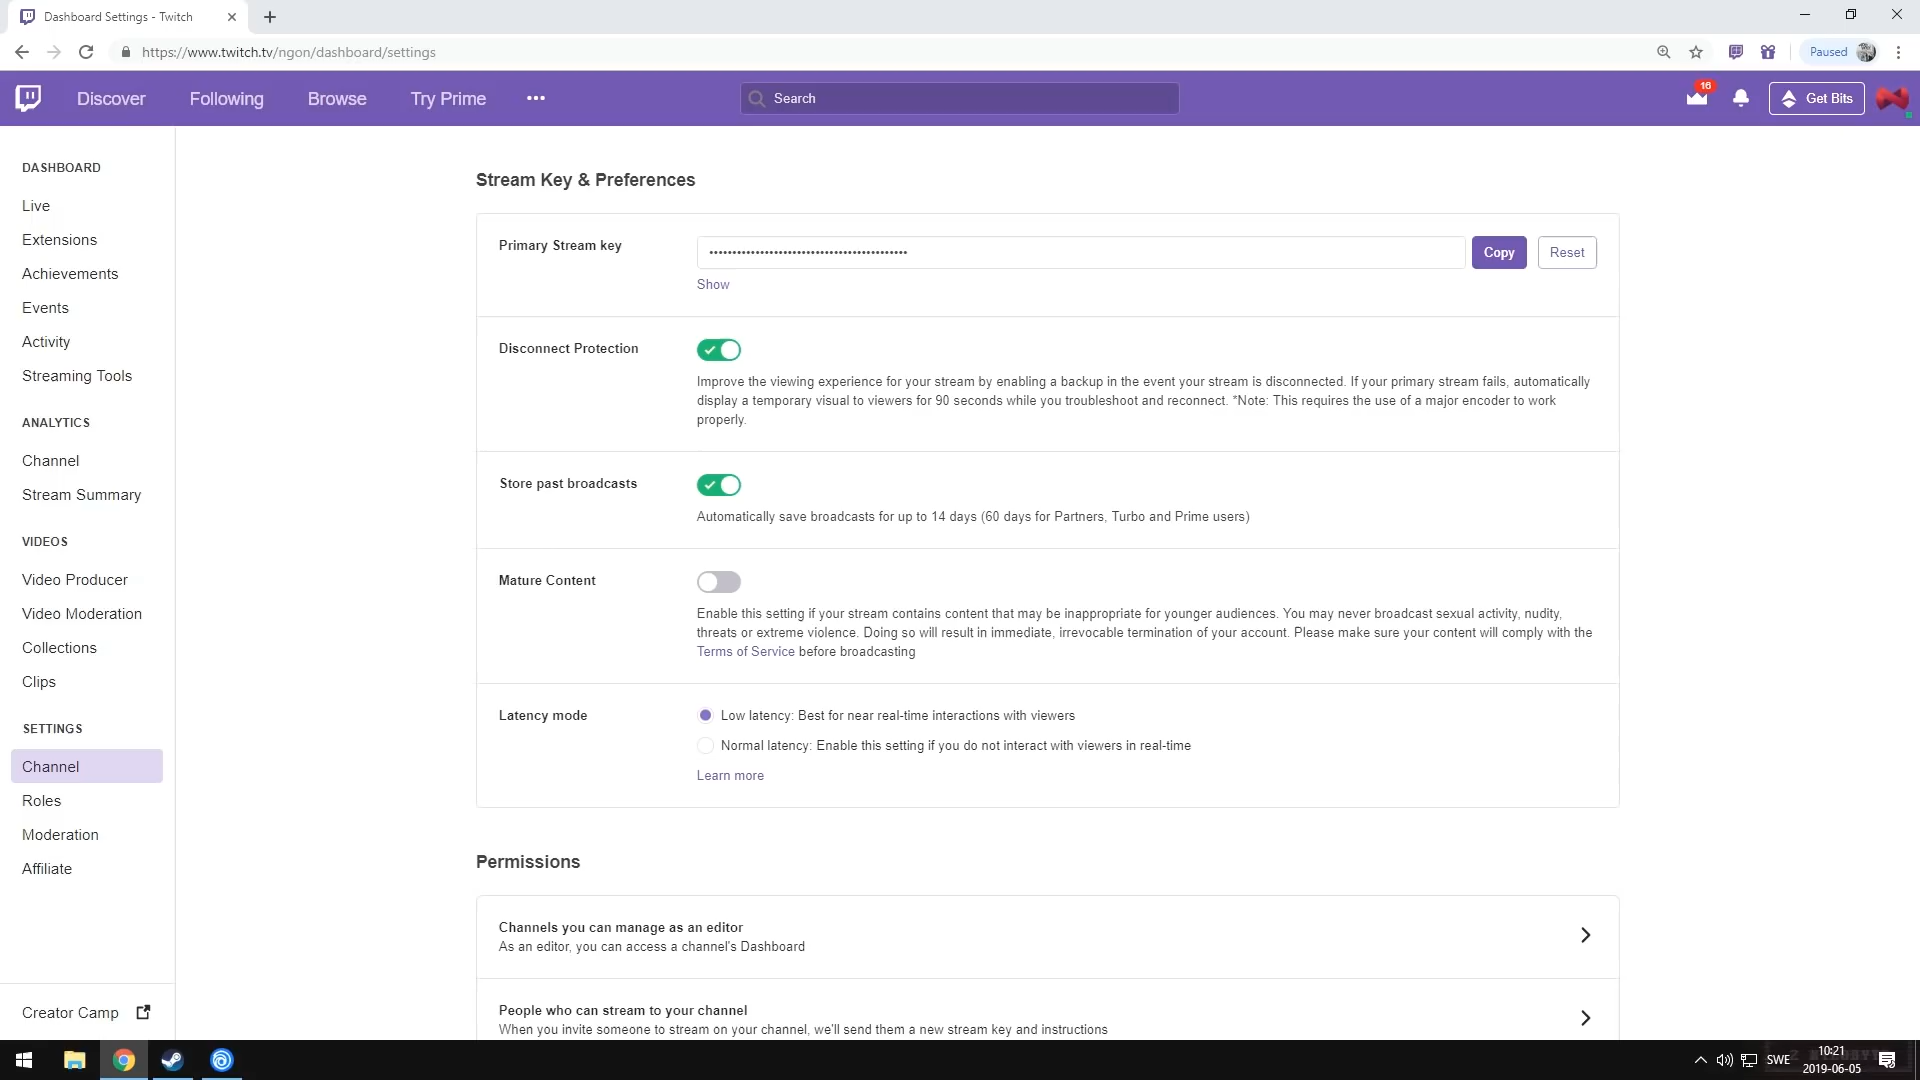 Dashboard Settings - Twitch
https://www.twitch.tv/ngon/dashboard/settings
Paused
Discover
Following
Browse
Try Prime
Search
16
Get Bits
DASHBOARD
Live
Extensions
Achievements
Events
Activity
Streaming Tools
ANALYTICS
Channel
Stream Summary
VIDEOS
Video Producer
Video Moderation
Collections
Clips
SETTINGS
Channel
Roles
Moderation
Affiliate
Creator Camp
Stream Key & Preferences
Primary Stream key
Copy
Reset
Show
Disconnect Protection
Improve the viewing experience for your stream by enabling a backup in the event your stream is disconnected. If your primary stream fails, automatically
display a temporary visual to viewers for 90 seconds while you troubleshoot and reconnect. *Note: This requires the use of a major encoder to work
properly.
Store past broadcasts
Automatically save broadcasts for up to 14 days (60 days for Partners, Turbo and Prime users)
Mature Content
Enable this setting if your stream contains content that may be inappropriate for younger audiences. You may never broadcast sexual activity, nudity,
threats or extreme violence. Doing so will result in immediate, irrevocable termination of your account. Please make sure your content will comply with the
Terms of Service before broadcasting
Latency mode
Low latency: Best for near real-time interactions with viewers
Normal latency: Enable this setting if you do not interact with viewers in real-time
Learn more
Permissions
Channels you can manage as an editor
As an editor, you can access a channel's Dashboard
People who can stream to your channel
When you invite someone to stream on your channel, we'll send them a new stream key and instructions
SWE
10:21
2019-06-05